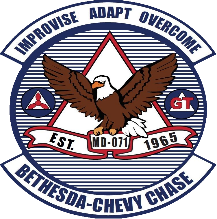 IMPROVISE ADAPT OVERCOME
GT
EST. MD-071 1965
BETHESDA-CHEVY CHASE